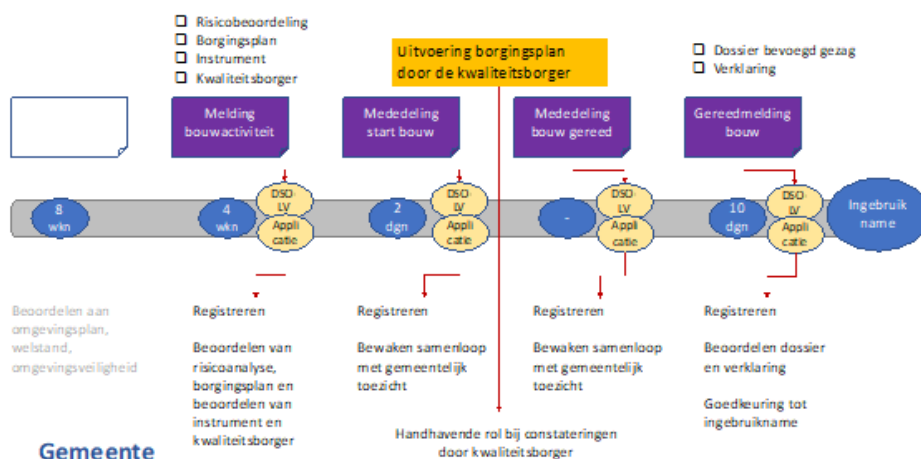 Risicobeoordeling
Borgingsplan
Instrument
Kwaliteitsborger
Uitvoering borgingsplan
door de kwaliteitsborger
Dossier bevoegd gezag
Verklaring
Melding
bouwactiviteit
Mededeling
start bouw
Mededeling
bouw gereed
Gereedmelding
bouw
8
wkn
4
wkn
DSO-
LV
Appli
catie
2
dgn
DSO-
LV
Appli
catie
-
DSO-
LV
Appli
catie
10
dgn
DSO-
LV
Appli
catie
Ingebruik
name
Beoordelen aan
omgevingsplan,
welstand,
omgevingsveiligheid
Registreren
Beoordelen van
risicoanalyse,
borgingsplan en
beoordelen van
instrument en
kwaliteitsborger
Registreren
Bewaken samenloop
met gemeentelijk
toezicht
Registreren
Bewaken samenloop
met gemeentelijk
toezicht
Registreren
Beoordelen dossier
en verklaring
Goedkeuring tot
ingebruikname
Handhavende rol bij constateringen
door kwaliteitsborger
Gemeente